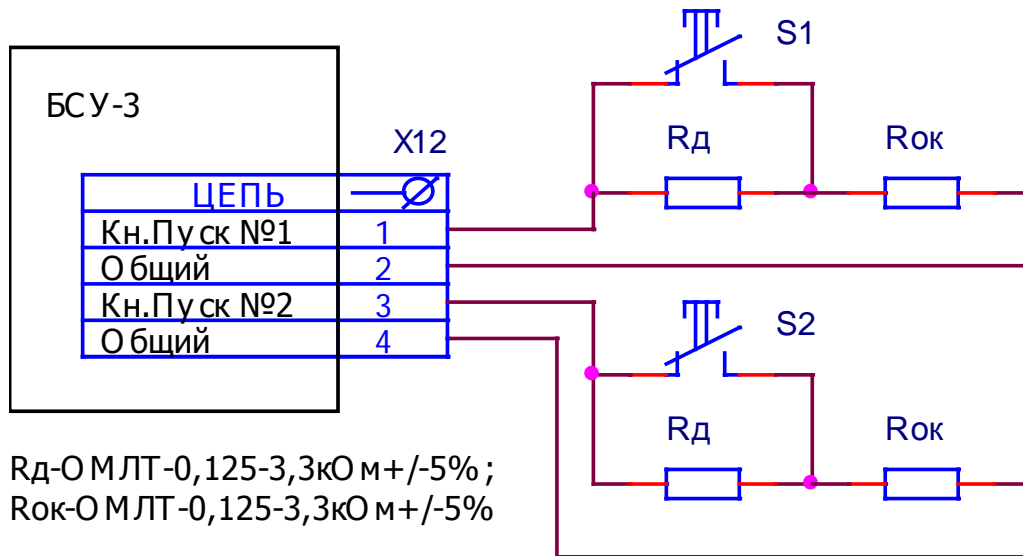 БСУ-3
X12
ЦЕПЬ
Кн.Пуск №1 1
Общий 2
Кн.Пуск №2 3
Общий 4
S1
Rд Rок
S2
Rд Rок
Rд-ОМЛТ-0,125-3,3кОм+/-5%;
Rок-ОМЛТ-0,125-3,3кОм+/-5%